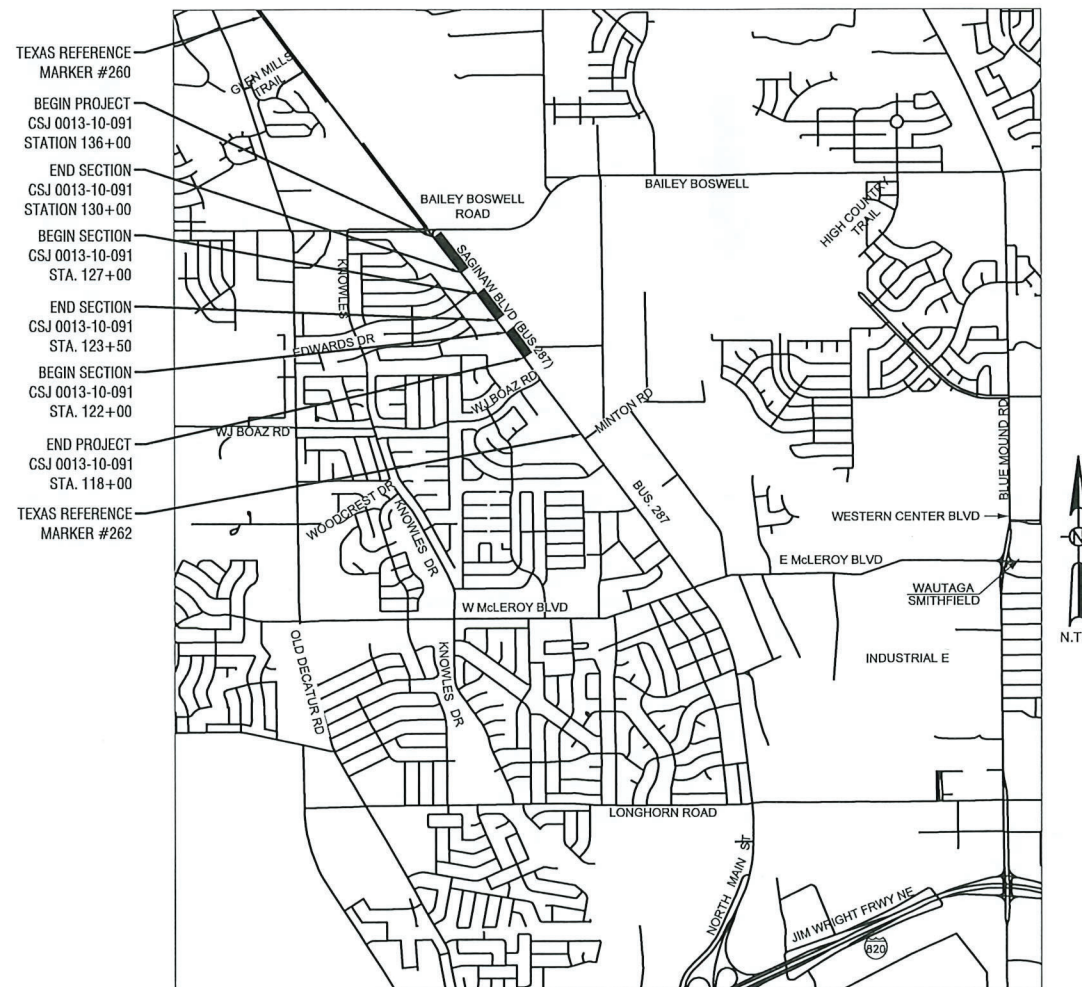 TEXAS REFERENCE
MARKER #260
BEGIN PROJECT
CSJ 0013-10-091
STATION 136+00
END SECTION
CSJ 0013-10-091
STATION 130+00
BEGIN SECTION
CSJ 0013-10-091
STA. 127+00
END SECTION
CSJ 0013-10-091
STA. 123+50
BEGIN SECTION
CSJ 0013-10-091
STA. 122+00
END PROJECT
CSJ 0013-10-091
STA. 118+00
TEXAS REFERENCE
MARKER #262
GLEN MILLS
TRAIL
BAILEY BOSWELL
ROAD
BAILEY BOSWELL
HIGH COUNTRY
TRAIL
KNOWLES
SAGINAW BLVD (BUS 287)
EDWARDS DR
WJ BOAZ RD
WJ BOAZ RD
MINTON RD
BUS. 287
BLUE MOUND RD
WOODCREST DR
KNOWLES DR
WESTERN CENTER BLVD
E McLEROY BLVD
WAUTAGA
SMITHFIELD
N
N.T
W McLEROY BLVD
OLD DECATUR RD
KNOWLES DR
INDUSTRIAL E
LONGHORN ROAD
NORTH MAIN ST
JIM WRIGHT FRWY NE
820